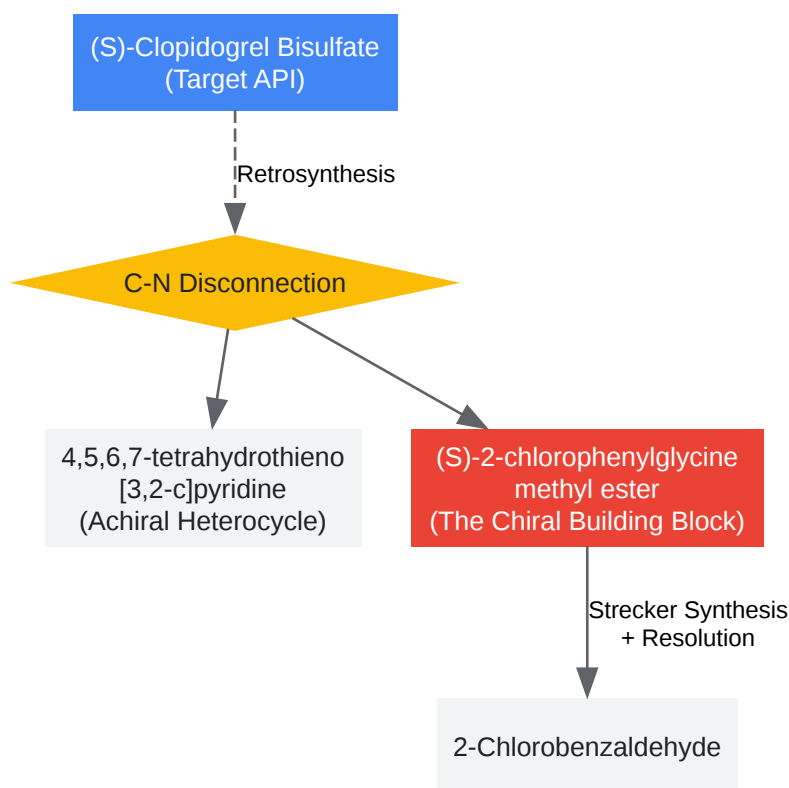 (S)-Clopidogrel Bisulfate
(Target API)
Retrosynthesis
C-N Disconnection
4,5,6,7-tetrahydrothieno
[3,2-c]pyridine
(Achiral Heterocycle)
(S)-2-chlorophenylglycine
methyl ester
(The Chiral Building Block)
Strecker Synthesis
+ Resolution
2-Chlorobenzaldehyde